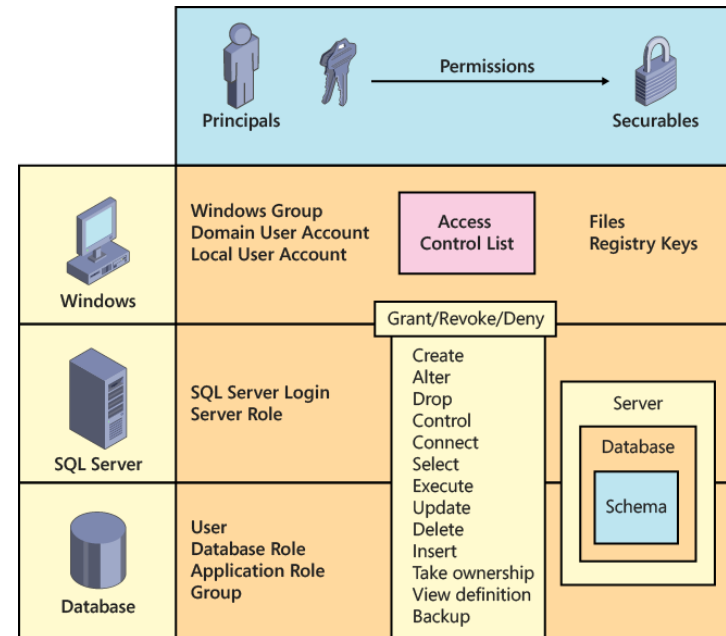 Permissions
Principals
Securables
Windows
Windows Group
Domain User Account
Local User Account
Access
Control List
Files
Registry Keys
Grant/Revoke/Deny
SQL Server
SQL Server Login
Server Role
Create
Alter
Drop
Control
Connect
Select
Execute
Update
Delete
Insert
Take ownership
View definition
Backup
Server
Database
Schema
Database
User
Database Role
Application Role
Group